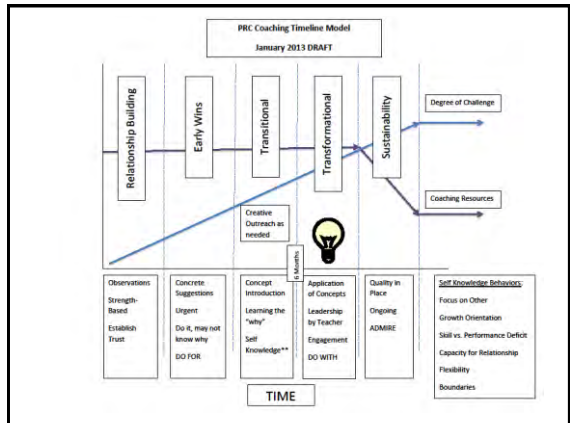 PRC Coaching Timeline Model
January 2013 DRAFT
Relationship Building
Early Wins
Transitional
Transformational
Sustainability
Degree of Challenge
Coaching Resources
Creative
Outreach as
needed
6 Months
Observations
Strength-
Based
Establish
Trust
Concrete
Suggestions
Urgent
Do it, may not
know why
DO FOR
Concept
Introduction
Learning the
"why"
Self
Knowledge**
Application
of Concepts
Leadership
by Teacher
Engagement
DO WITH
Quality in
Place
Ongoing
ADMIRE
Self Knowledge Behaviors:
Focus on Other
Growth Orientation
Skill vs. Performance Deficit
Capacity for Relationship
Flexibility
Boundaries
TIME